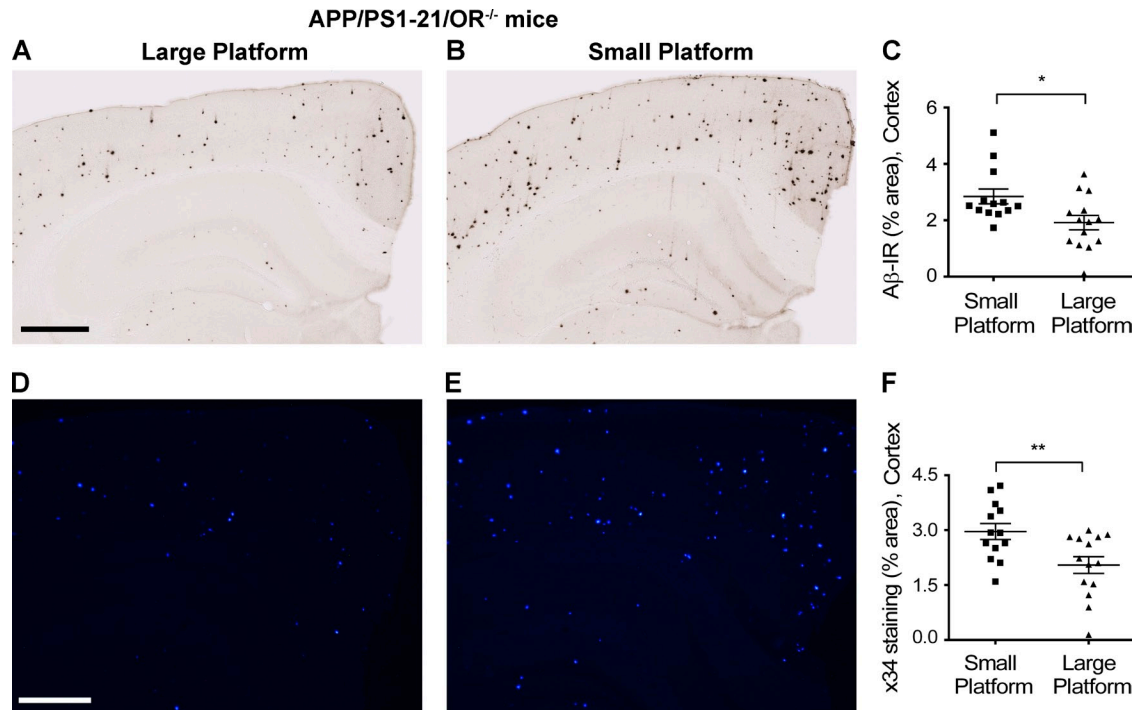 APP/PS1-21/OR-/- mice
A
Large Platform
B
Small Platform
C
*
Aβ-IR (% area), Cortex
6
4
2
0
Small
Platform
Large
Platform
D
E
F
**
x34 staining (% area), Cortex
4.5
3.0
1.5
0.0
Small
Platform
Large
Platform